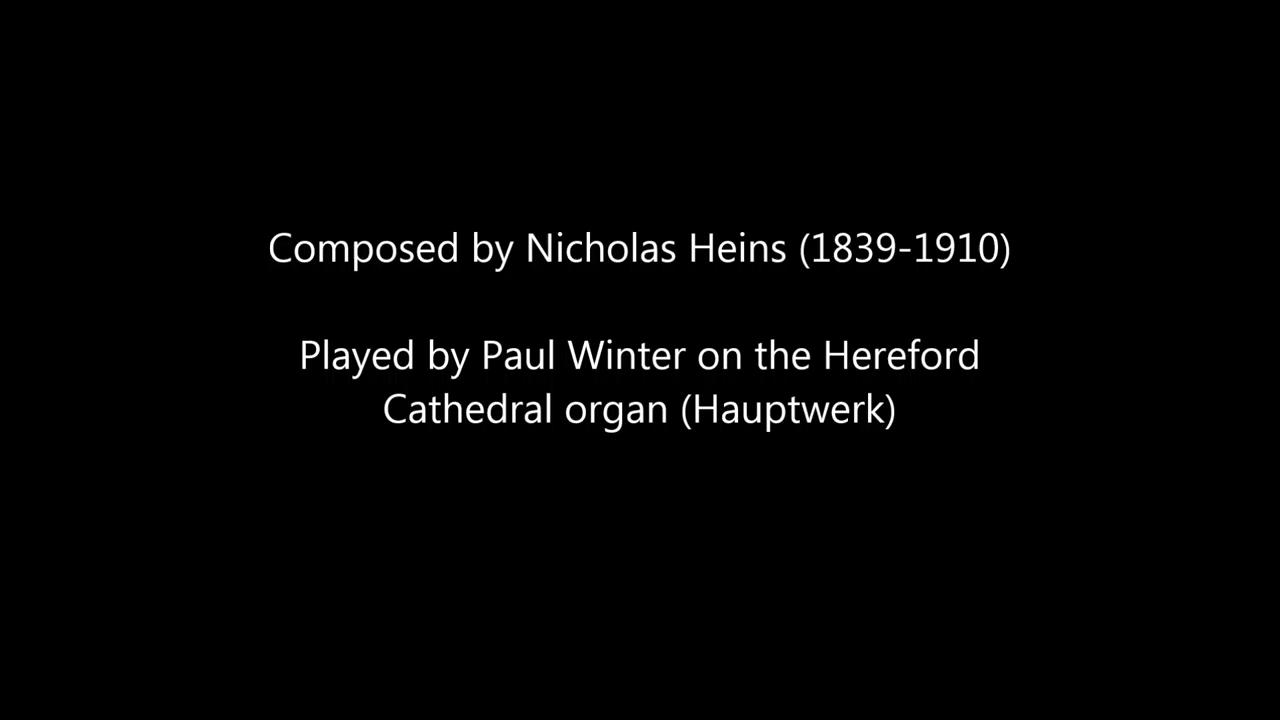 Composed by Nicholas Heins (1839-1910)
Played by Paul Winter on the Hereford
Cathedral organ (Hauptwerk)